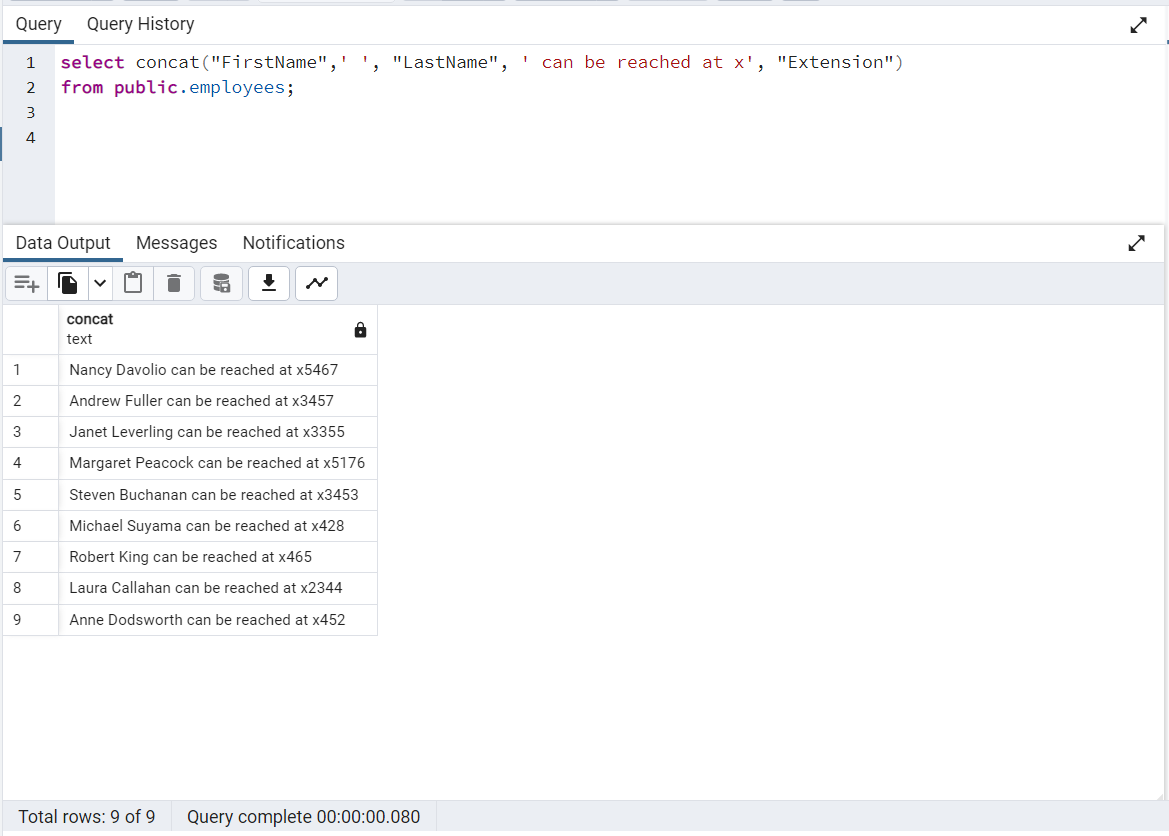 Query Query History
1 select concat("FirstName",' ', "LastName", ' can be reached at x', "Extension")
2 from public.employees;
3
4
Data Output Messages Notifications
concat
text
1 Nancy Davolio can be reached at x5467
2 Andrew Fuller can be reached at x3457
3 Janet Leverling can be reached at x3355
4 Margaret Peacock can be reached at x5176
5 Steven Buchanan can be reached at x3453
6 Michael Suyama can be reached at x428
7 Robert King can be reached at x465
8 Laura Callahan can be reached at x2344
9 Anne Dodsworth can be reached at x452
Total rows: 9 of 9 Query complete 00:00:00.080